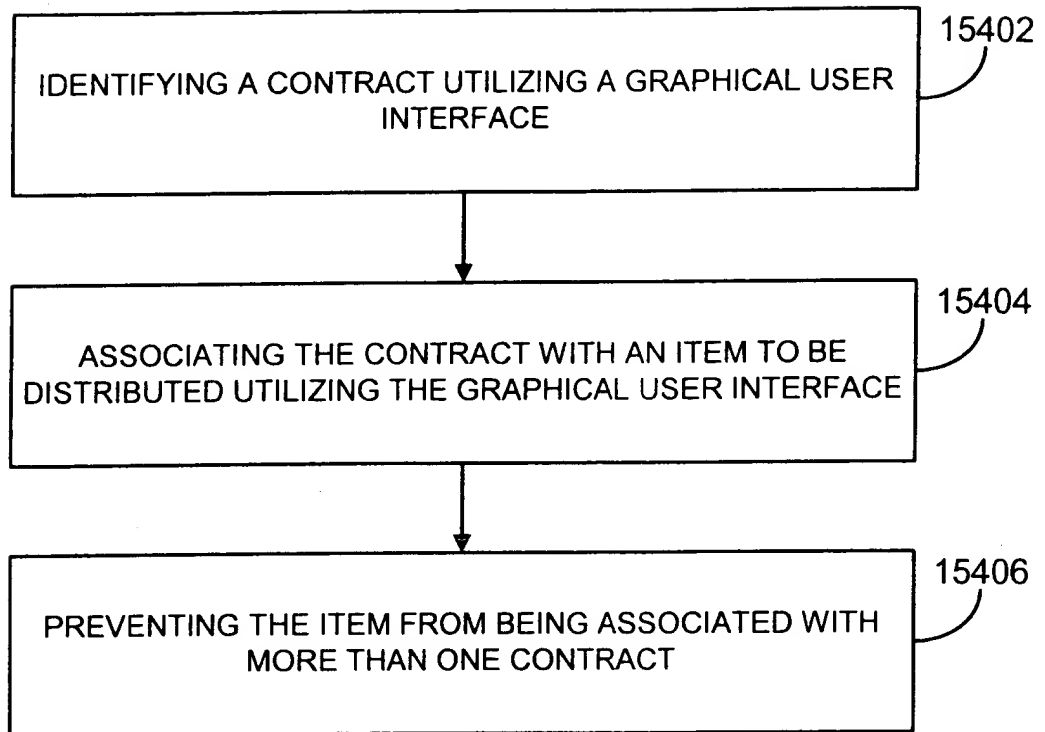 15402
IDENTIFYING A CONTRACT UTILIZING A GRAPHICAL USER
INTERFACE
15404
ASSOCIATING THE CONTRACT WITH AN ITEM TO BE
DISTRIBUTED UTILIZING THE GRAPHICAL USER INTERFACE
15406
PREVENTING THE ITEM FROM BEING ASSOCIATED WITH
MORE THAN ONE CONTRACT